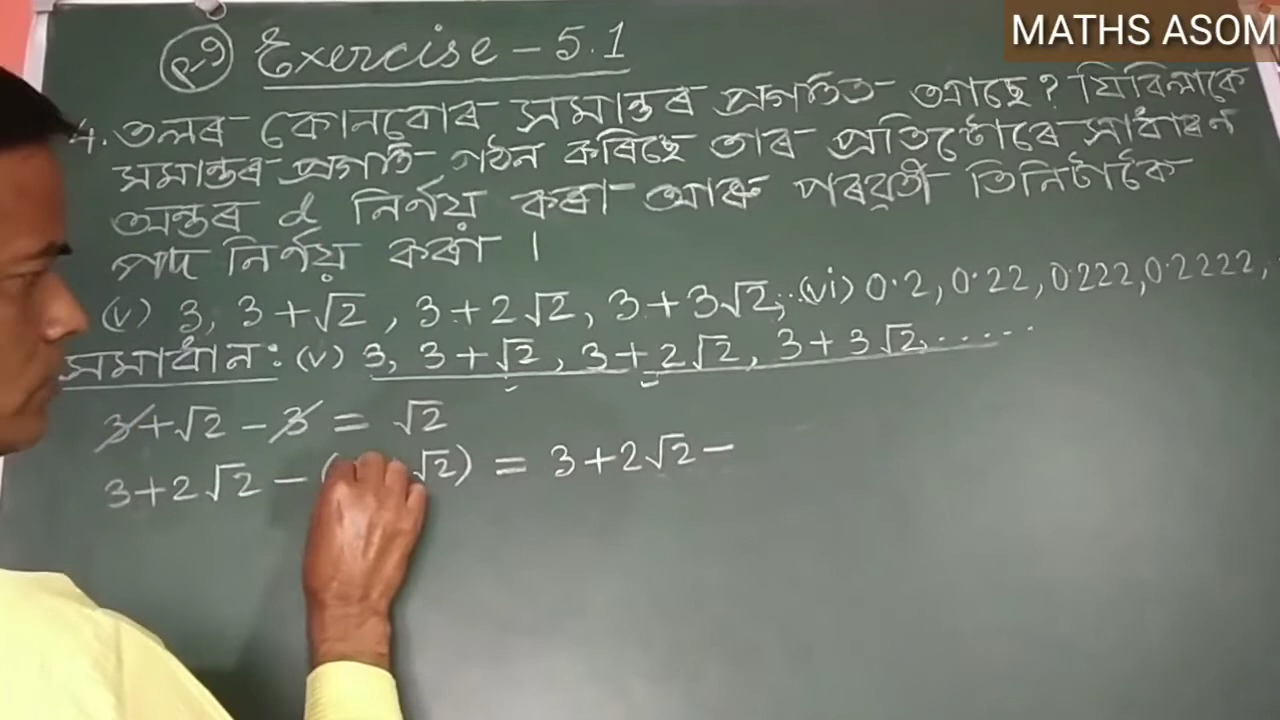 MATHS ASOM
P-9 Exercise - 5.1
4. তলৰ কোনবোৰ সমান্তৰ প্ৰগতিত আছে? যিবিলাকে
সমান্তৰ প্ৰগতি গঠন কৰিছে তাৰ প্ৰতিটোৰে সাধাৰণ
অন্তৰ d নিৰ্ণয় কৰা আৰু পৰৱৰ্তী তিনিটাকৈ
পদ নিৰ্ণয় কৰা ।
(v) 3, 3+√2, 3+2√2, 3+3√2,... (vi) 0.2, 0.22, 0.222, 0.2222,
সমাধান: (v) 3, 3+√2, 3+2√2, 3+3√2,......
3+√2 - 3 = √2
3+2√2 - ( √2) = 3+2√2 -